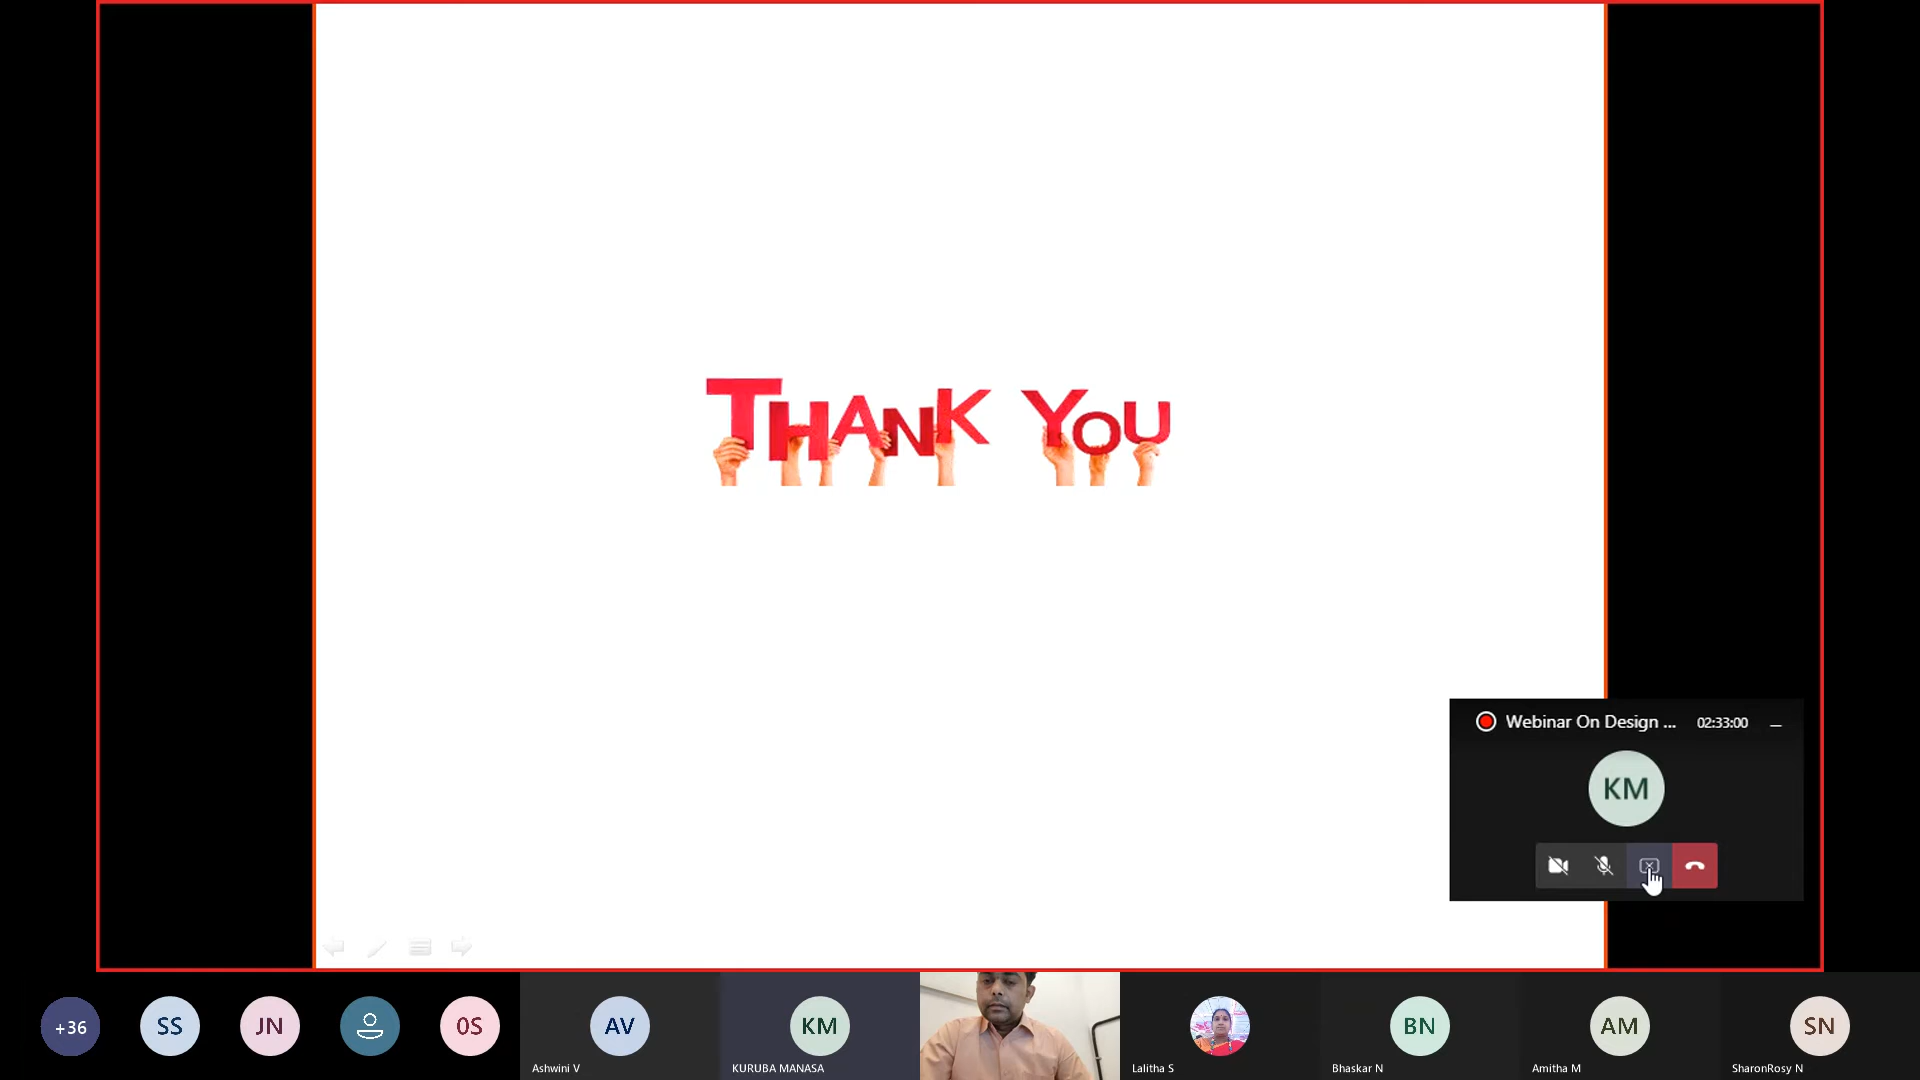 THANK YOU
Webinar On Design ... 02:33:00
KM
+36 SS JN 0S AV KM BN AM SN
Ashwini V KURUBA MANASA Lalitha S Bhaskar N Amitha M SharonRosy N